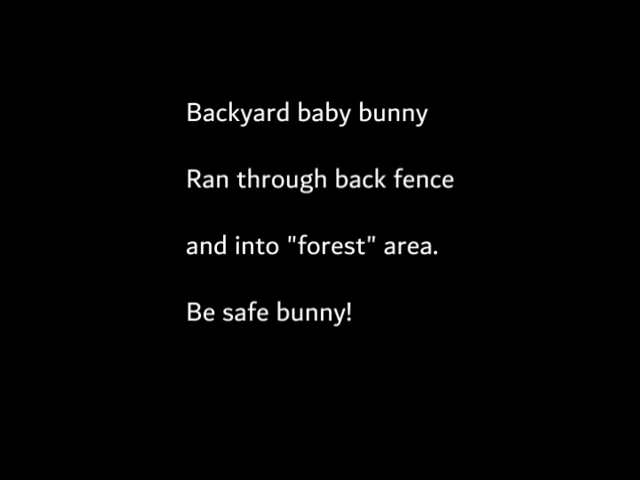 Backyard baby bunny
Ran through back fence
and into "forest" area.
Be safe bunny!